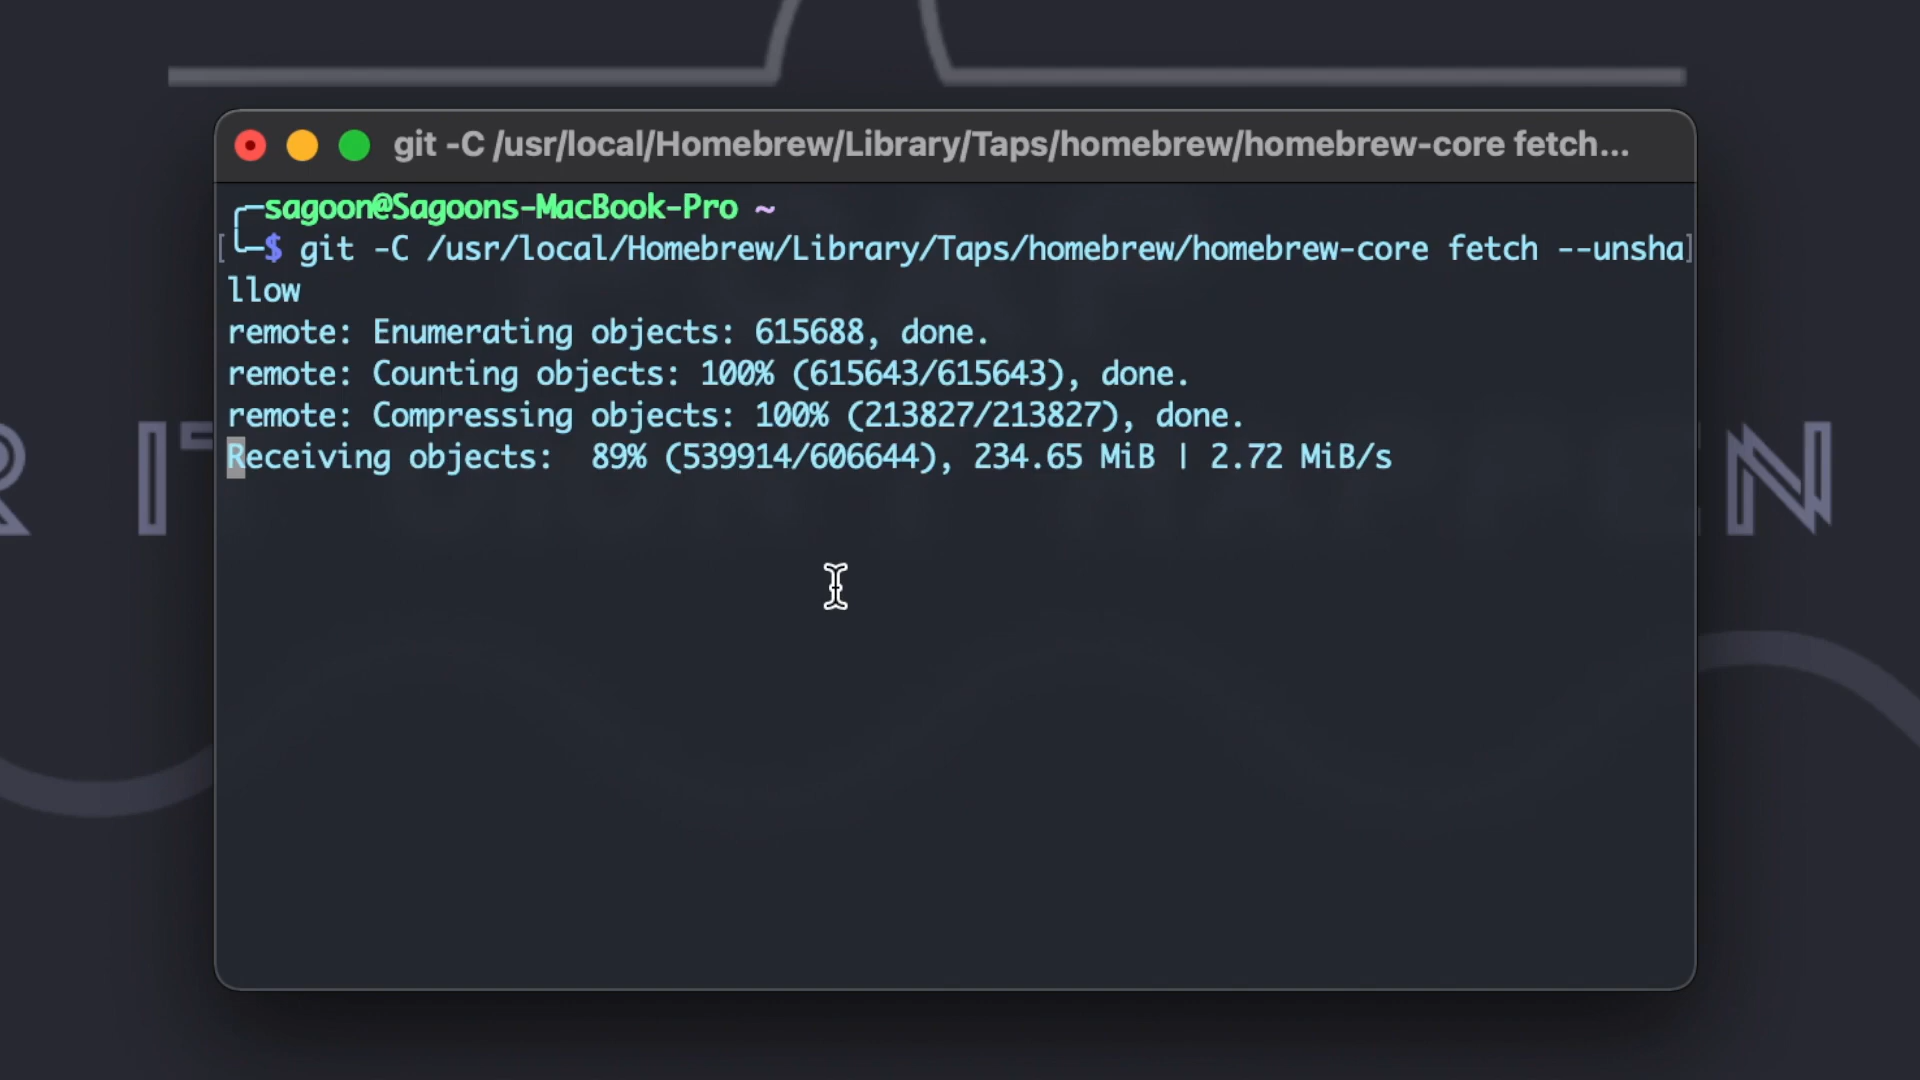 git -C /usr/local/Homebrew/Library/Taps/homebrew/homebrew-core fetch...
sagoon@Sagoons-MacBook-Pro ~
[$ git -C /usr/local/Homebrew/Library/Taps/homebrew/homebrew-core fetch --unsha]
llow
remote: Enumerating objects: 615688, done.
remote: Counting objects: 100% (615643/615643), done.
remote: Compressing objects: 100% (213827/213827), done.
Receiving objects:  89% (539914/606644), 234.65 MiB | 2.72 MiB/s